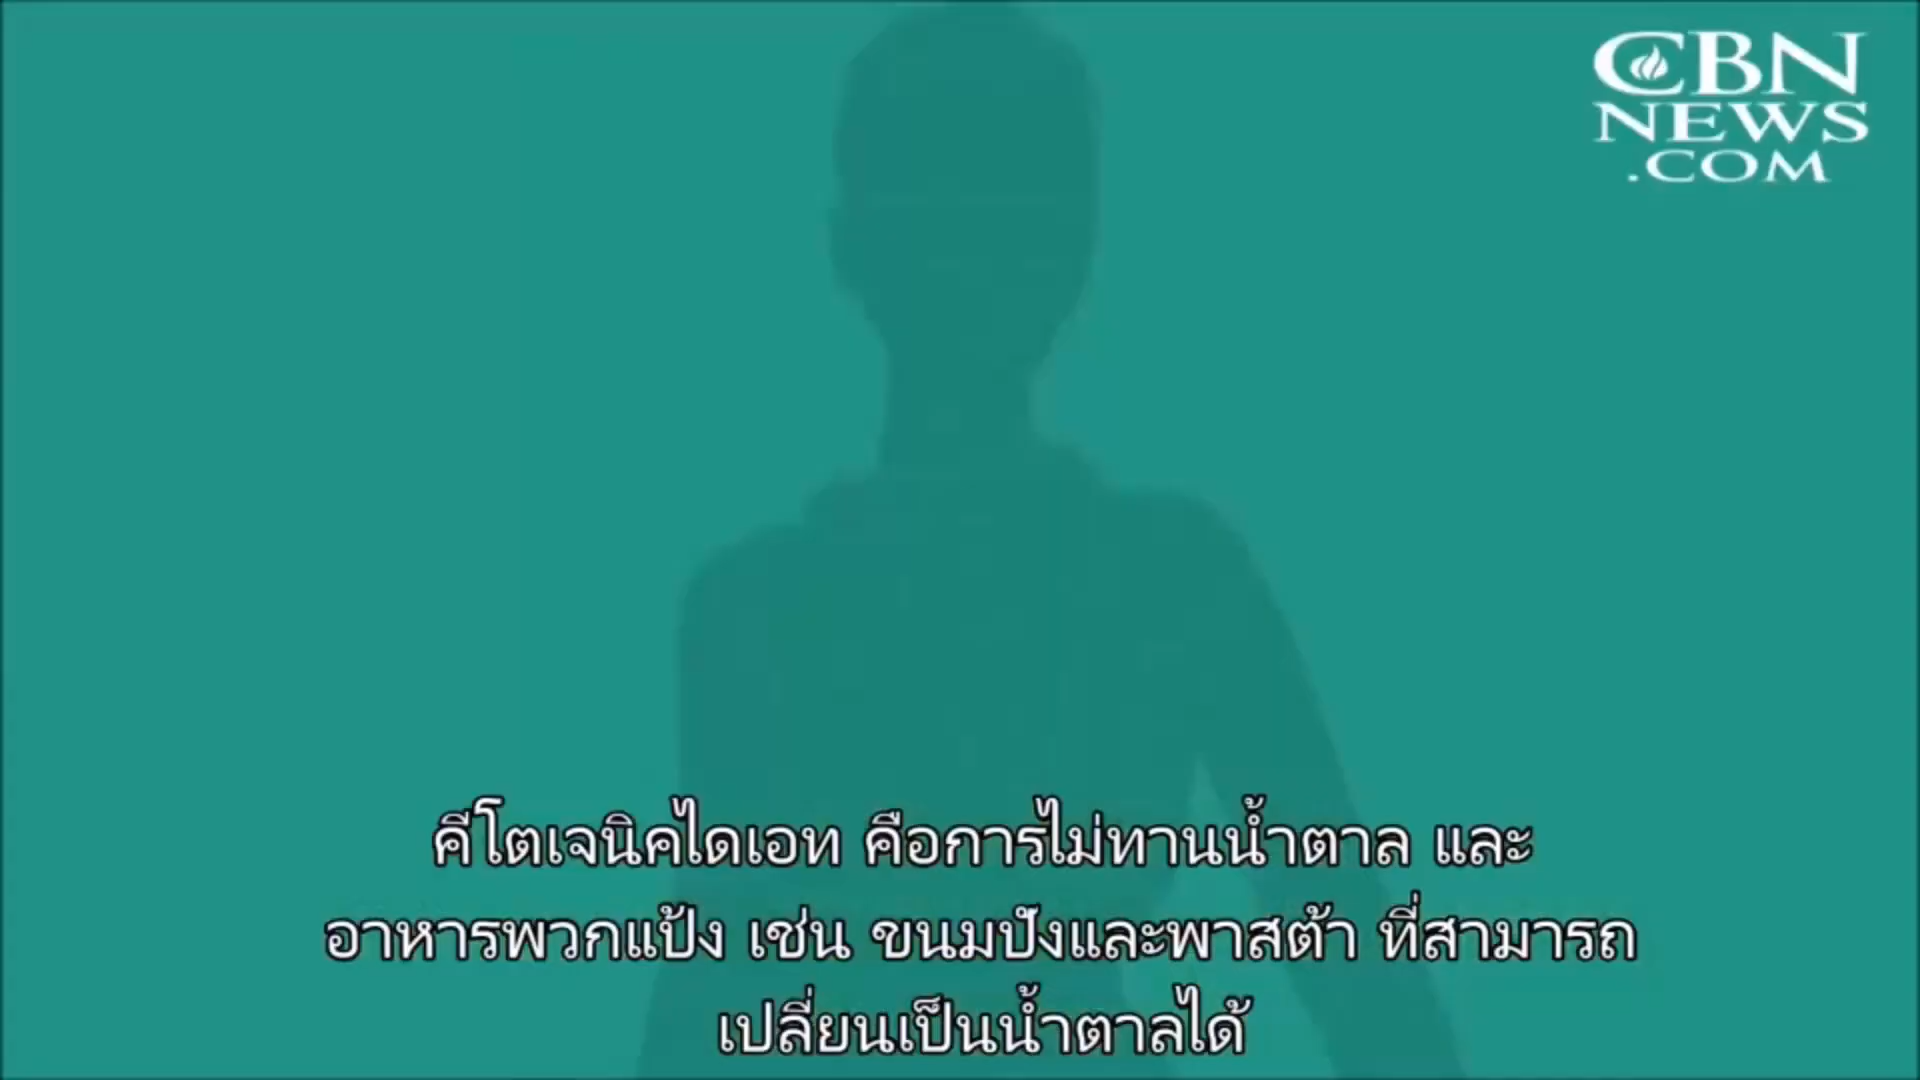 CBN
NEWS
.COM
คีโตเจนิคไดเอท คือการไม่ทานน้ำตาล และ
อาหารพวกแป้ง เช่น ขนมปังและพาสต้า ที่สามารถ
เปลี่ยนเป็นน้ำตาลได้